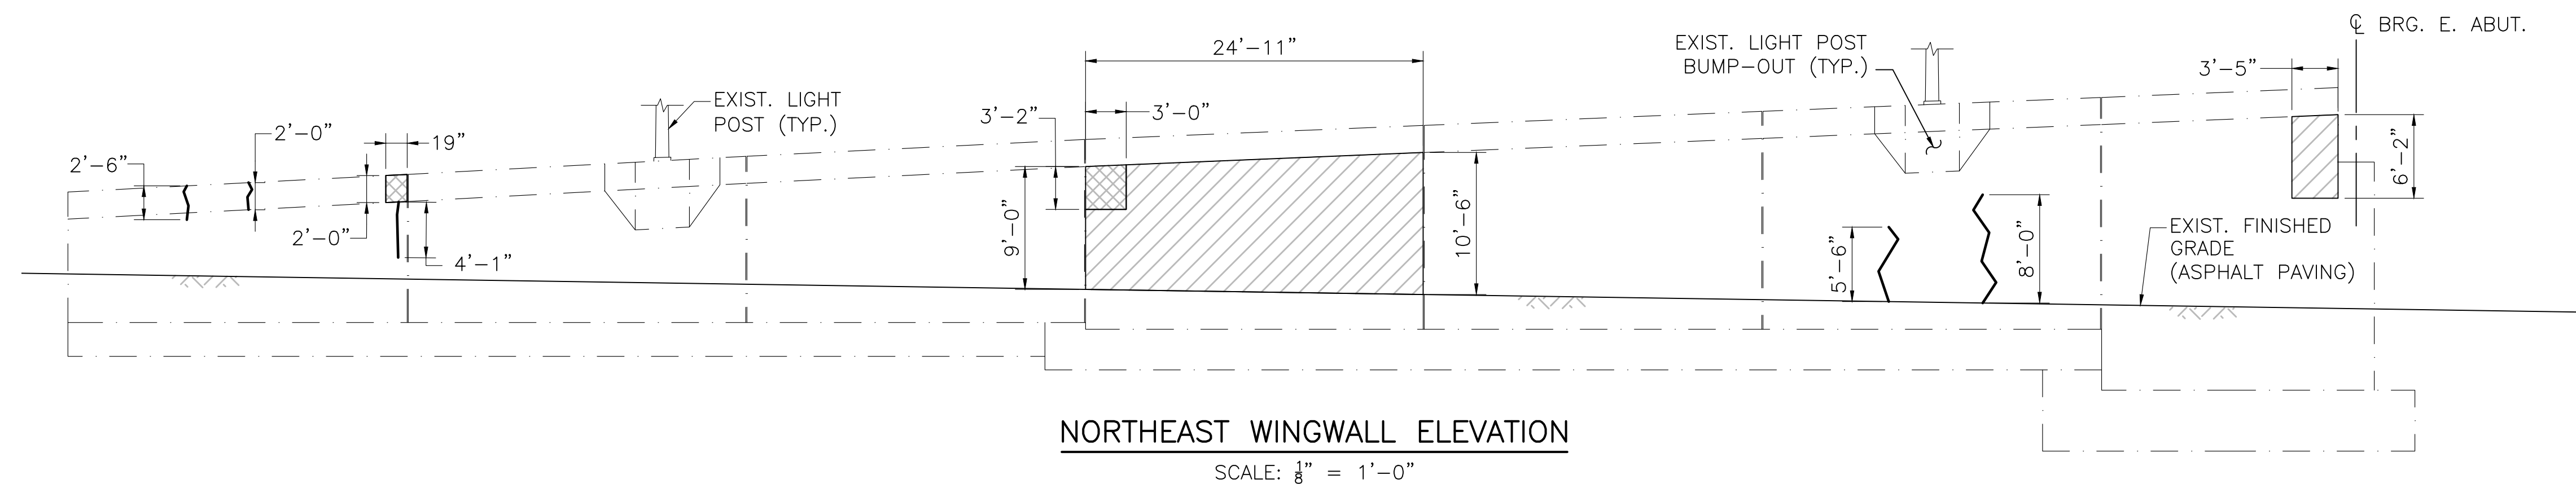 ℄ BRG. E. ABUT.
24'-11"
EXIST. LIGHT POST
BUMP-OUT (TYP.)
3'-5"
EXIST. LIGHT
POST (TYP.)
3'-2"
3'-0"
2'-0"
19"
2'-6"
6'-2"
9'-0"
10'-6"
2'-0"
4'-1"
5'-6"
8'-0"
EXIST. FINISHED
GRADE
(ASPHALT PAVING)
NORTHEAST WINGWALL ELEVATION
SCALE: 1/8" = 1'-0"